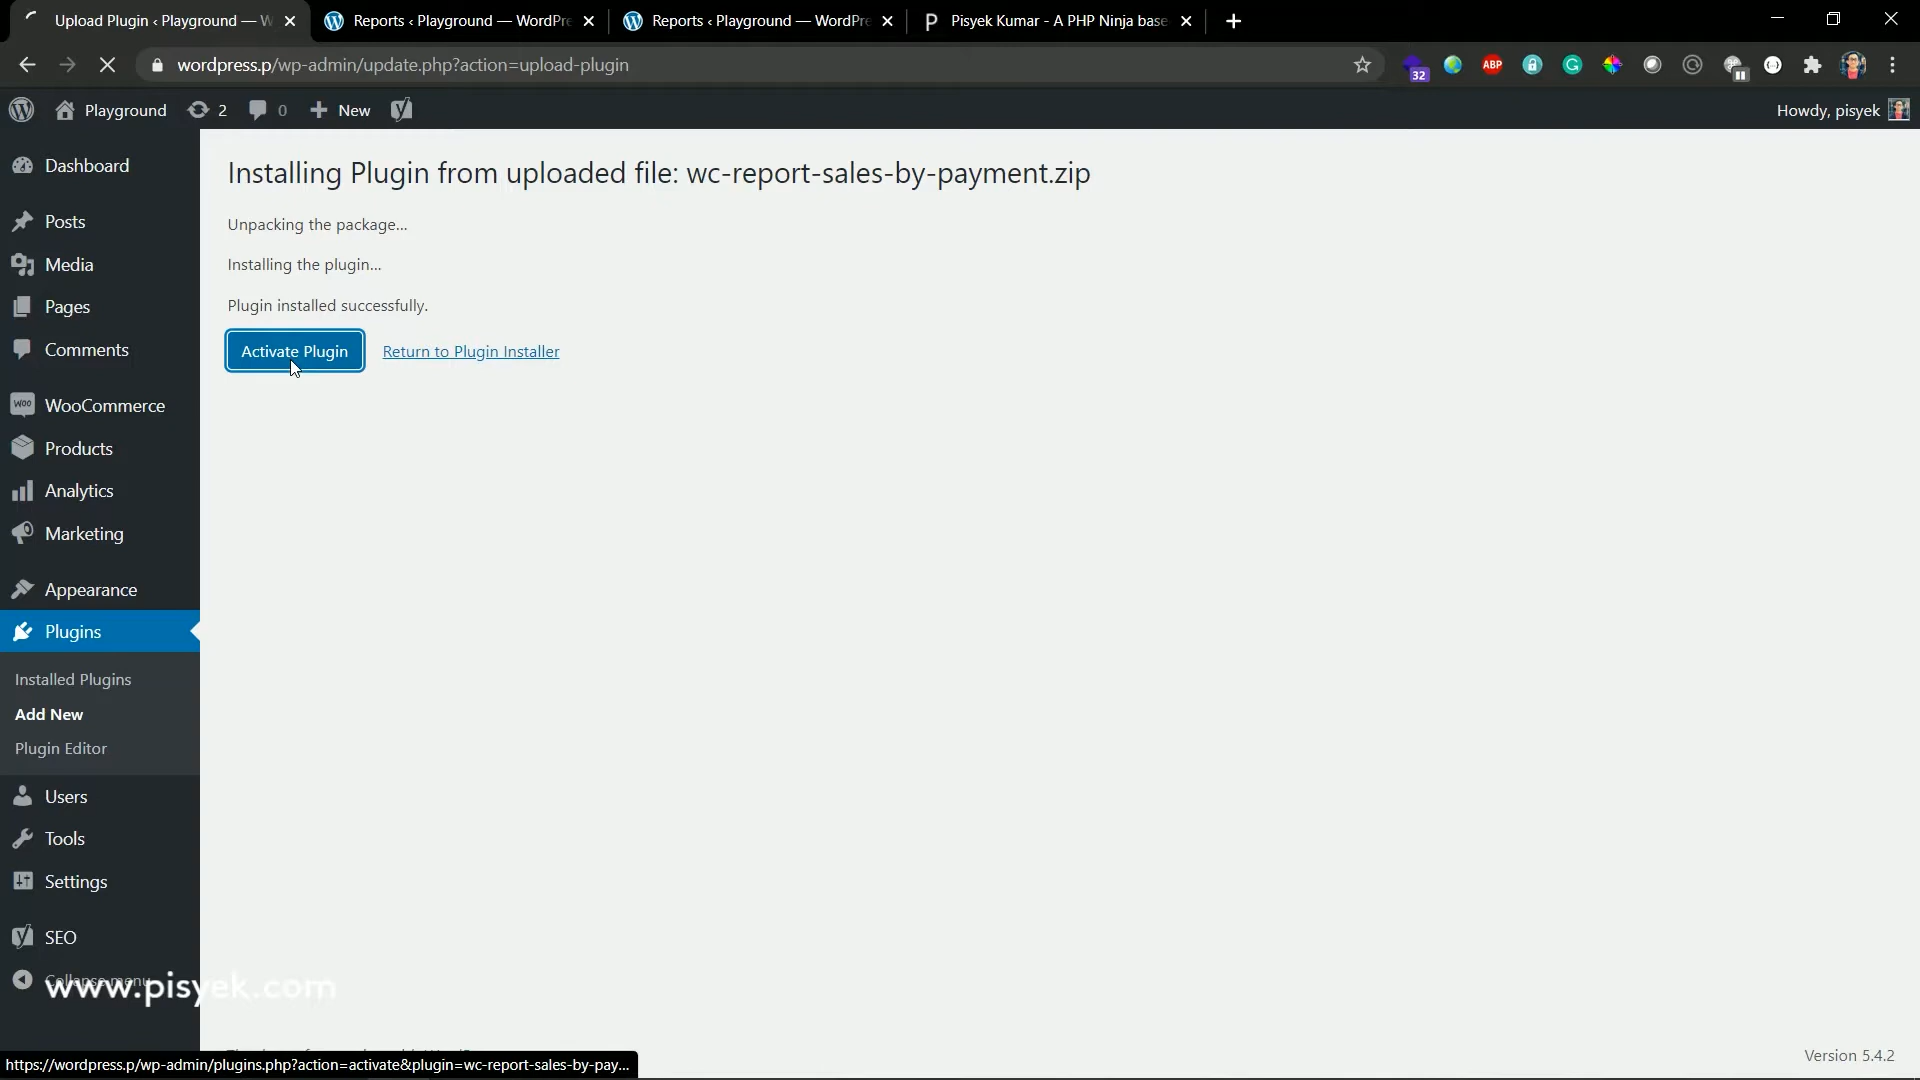 Upload Plugin ‹ Playground — W
Reports ‹ Playground — WordPre
Reports ‹ Playground — WordPre
Pisyek Kumar - A PHP Ninja base
wordpress.p/wp-admin/update.php?action=upload-plugin
ABP
32
Playground
2
0
New
Howdy, pisyek
Dashboard
Posts
Media
Pages
Comments
WOO
WooCommerce
Products
Analytics
Marketing
Appearance
Plugins
Installed Plugins
Add New
Plugin Editor
Users
Tools
Settings
SEO
Collapse menu
www.pisyek.com
Installing Plugin from uploaded file: wc-report-sales-by-payment.zip
Unpacking the package...
Installing the plugin...
Plugin installed successfully.
Activate Plugin
Return to Plugin Installer
https://wordpress.p/wp-admin/plugins.php?action=activate&plugin=wc-report-sales-by-pay...
Version 5.4.2